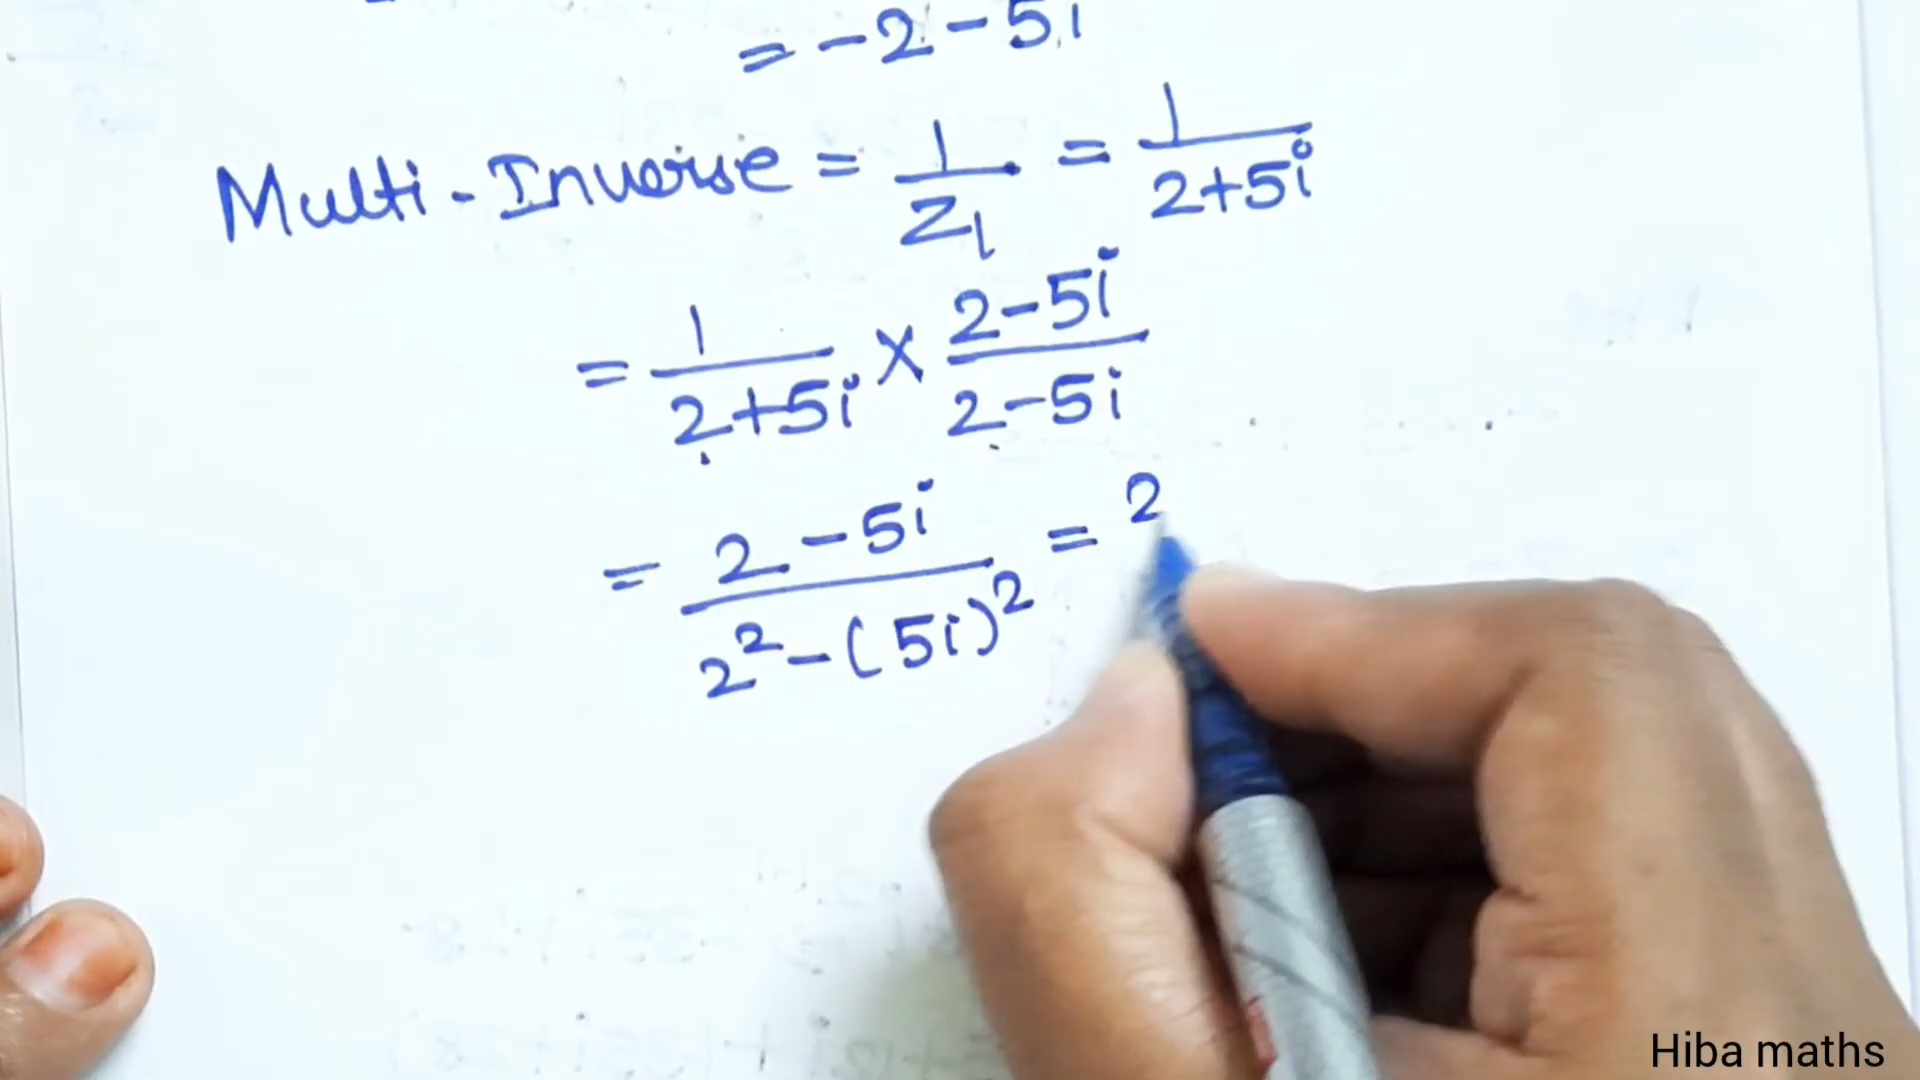 = -2 - 5i
Multi - Inverse = 1/Z₁ = 1/2+5i
= 1/2+5i × 2-5i/2-5i
= 2-5i/2²-(5i)² = 2
Hiba maths